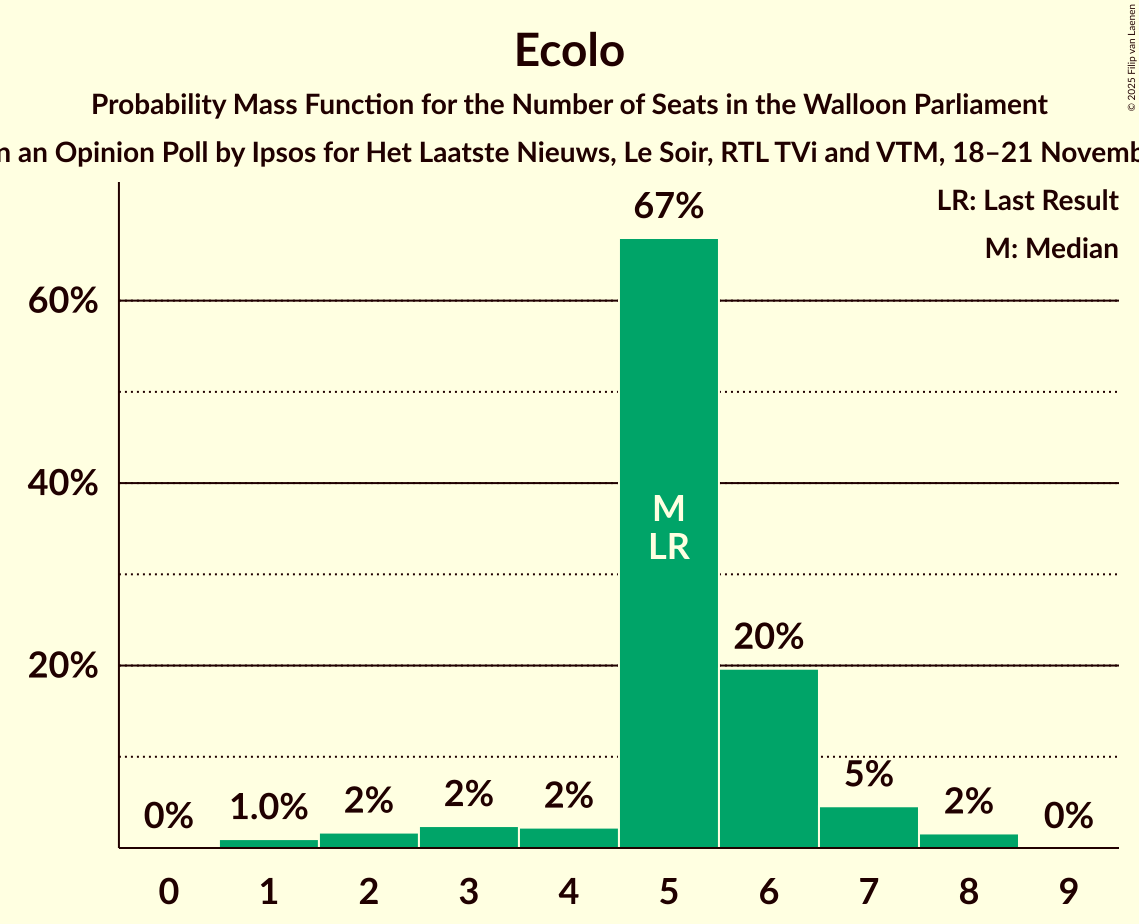 Ecolo
Probability Mass Function for the Number of Seats in the Walloon Parliament
an Opinion Poll by Ipsos for Het Laatste Nieuws, Le Soir, RTL TVi and VTM, 18–21
© 2025 Filip van Laenen
LR: Last Result
M: Median
67%
60%
40%
M
LR
20%
20%
5%
0%
1.0%
2%
2%
2%
2%
0%
0 1 2 3 4 5 6 7 8 9